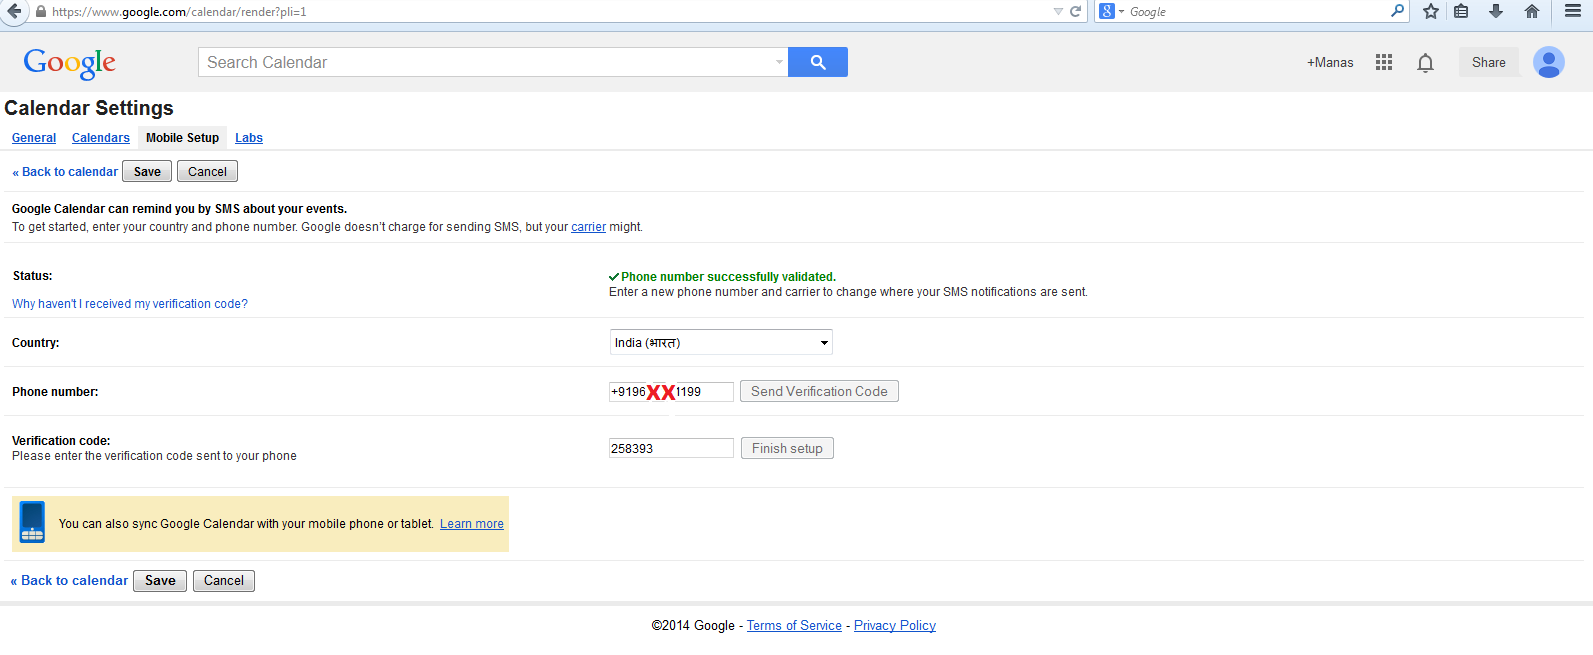 https://www.google.com/calendar/render?pli=1
8 Google
Google
Search Calendar
+Manas
Share
Calendar Settings
General Calendars Mobile Setup Labs
« Back to calendar Save Cancel
Google Calendar can remind you by SMS about your events.
To get started, enter your country and phone number. Google doesn't charge for sending SMS, but your carrier might.
Status:
Phone number successfully validated.
Enter a new phone number and carrier to change where your SMS notifications are sent.
Why haven't I received my verification code?
Country:
India (भारत)
Phone number:
+9196XX1199 Send Verification Code
Verification code:
Please enter the verification code sent to your phone
258393 Finish setup
You can also sync Google Calendar with your mobile phone or tablet. Learn more
« Back to calendar Save Cancel
©2014 Google - Terms of Service - Privacy Policy